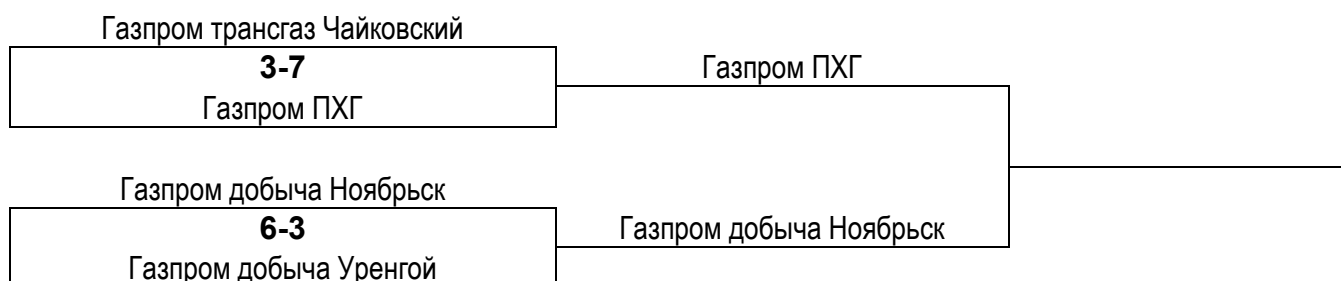 Газпром трансгаз Чайковский
3-7
Газпром ПХГ
Газпром ПХГ
Газпром добыча Ноябрьск
6-3
Газпром добыча Ноябрьск
Газпром добыча Уренгой